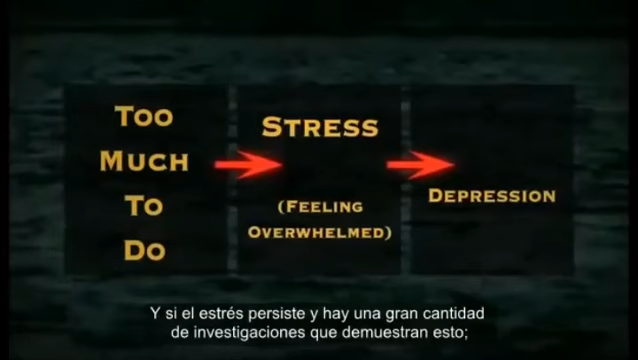 Too
Much
To
Do
Stress
(Feeling
Overwhelmed)
Depression
Y si el estrés persiste y hay una gran cantidad
de investigaciones que demuestran esto;